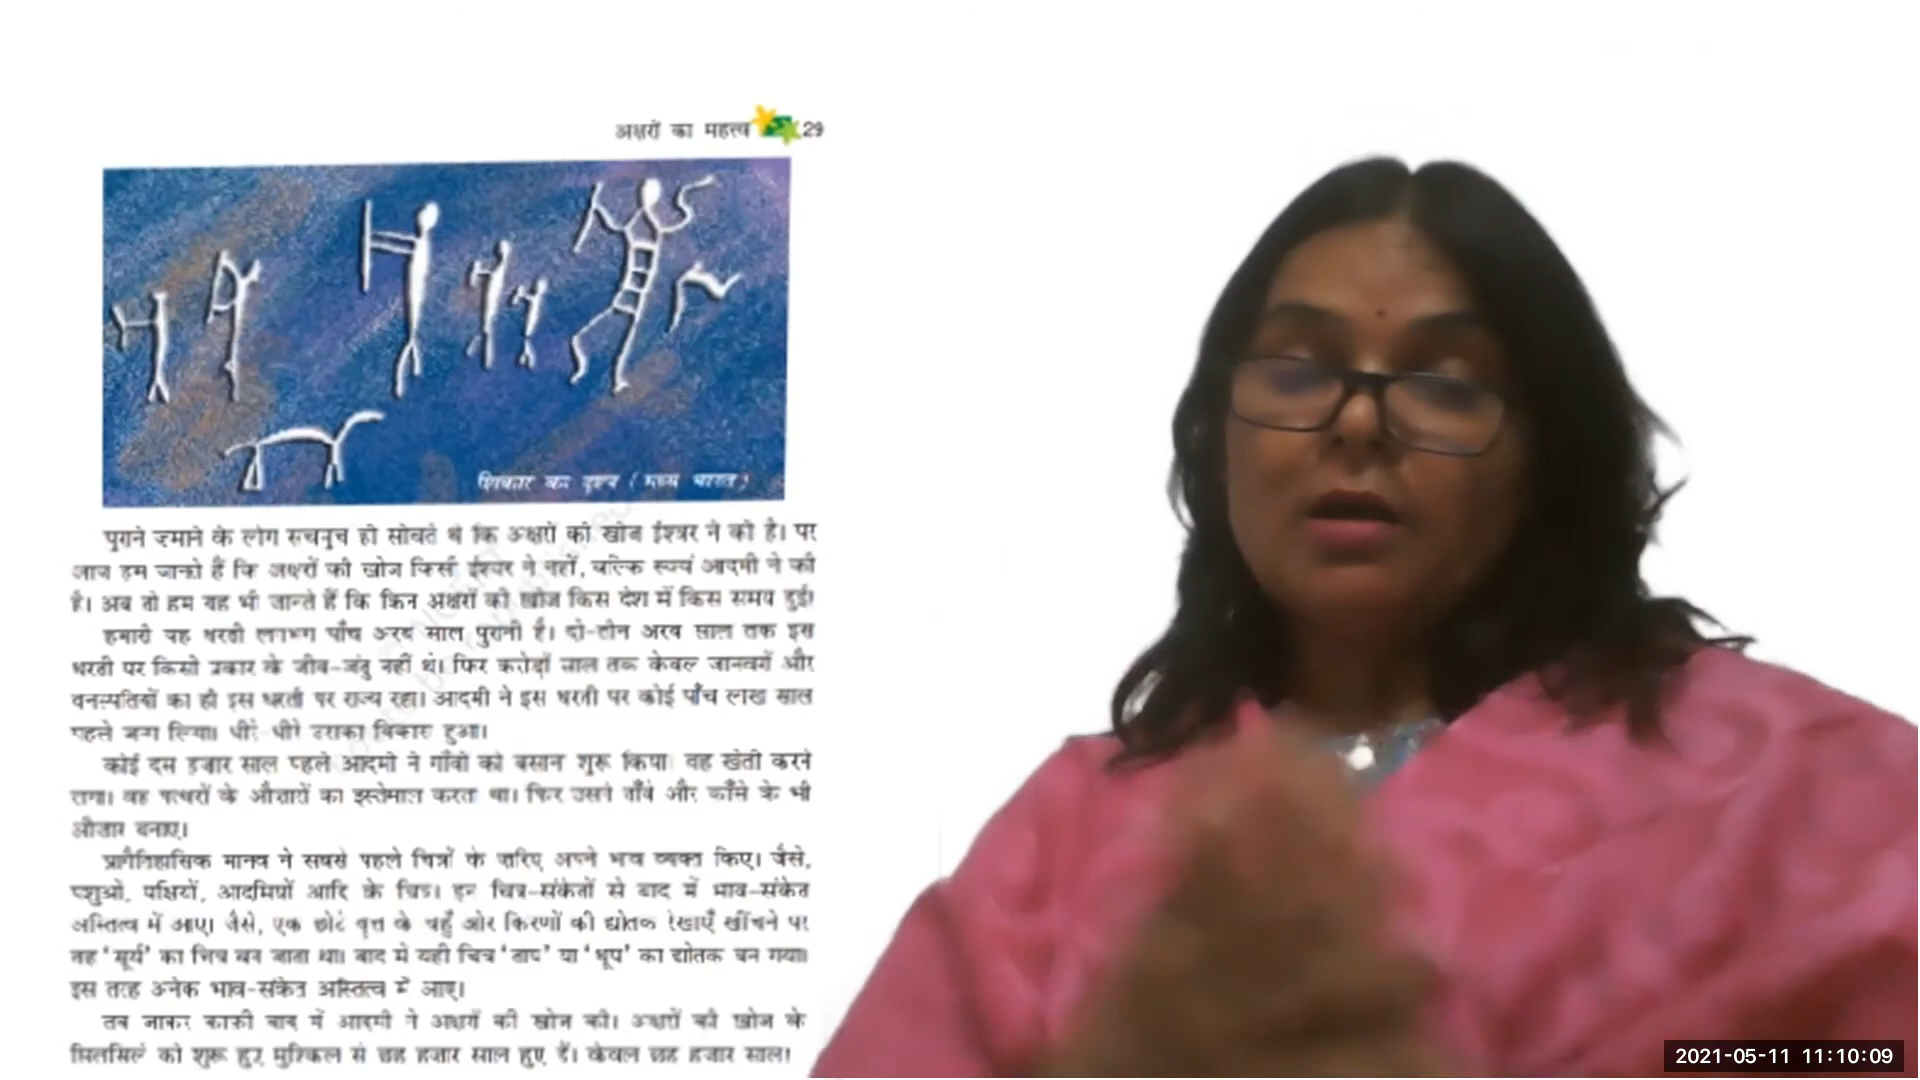 अक्षरों का महत्त्व 29
शिकार का दृश्य (मध्य भारत)
पुराने ज़माने के लोग सचमुच ही सोचते थे कि अक्षरों की खोज ईश्वर ने की है। पर
आज हम जानते हैं कि अक्षरों की खोज किसी ईश्वर ने नहीं, बल्कि स्वयं आदमी ने की
है। अब तो हम यह भी जानते हैं कि किन अक्षरों की खोज किस देश में किस समय हुई!
हमारी यह धरती लगभग पाँच अरब साल पुरानी है। दो-तीन अरब साल तक इस
धरती पर किसी प्रकार के जीव-जंतु नहीं थे। फिर करोड़ों साल तक केवल जानवरों और
वनस्पतियों का ही इस धरती पर राज्य रहा। आदमी ने इस धरती पर कोई पाँच लाख साल
पहले जन्म लिया। धीरे-धीरे उसका विकास हुआ।
कोई दस हज़ार साल पहले आदमी ने गाँवों को बसाना शुरू किया। वह खेती करने
लगा। वह पत्थरों के औज़ारों का इस्तेमाल करता था। फिर उसने ताँबे और काँसे के भी
औज़ार बनाए।
प्रागैतिहासिक मानव ने सबसे पहले चित्रों के ज़रिए अपने भाव व्यक्त किए। जैसे,
पशुओं, पक्षियों, आदमियों आदि के चित्र। इन चित्र-संकेतों से बाद में भाव-संकेत
अस्तित्व में आए। जैसे, एक छोटे वृत्त के चहुँ ओर किरणों की द्योतक रेखाएँ खींचने पर
वह ‘सूर्य’ का चित्र बन जाता था। बाद में यही चित्र ‘ताप’ या ‘धूप’ का द्योतक बन गया।
इस तरह अनेक भाव-संकेत अस्तित्व में आए।
तब जाकर काफ़ी बाद में आदमी ने अक्षरों की खोज की। अक्षरों की खोज के
सिलसिले को शुरू हुए मुश्किल से छह हज़ार साल हुए हैं। केवल छह हज़ार साल!
2021-05-11 11:10:09